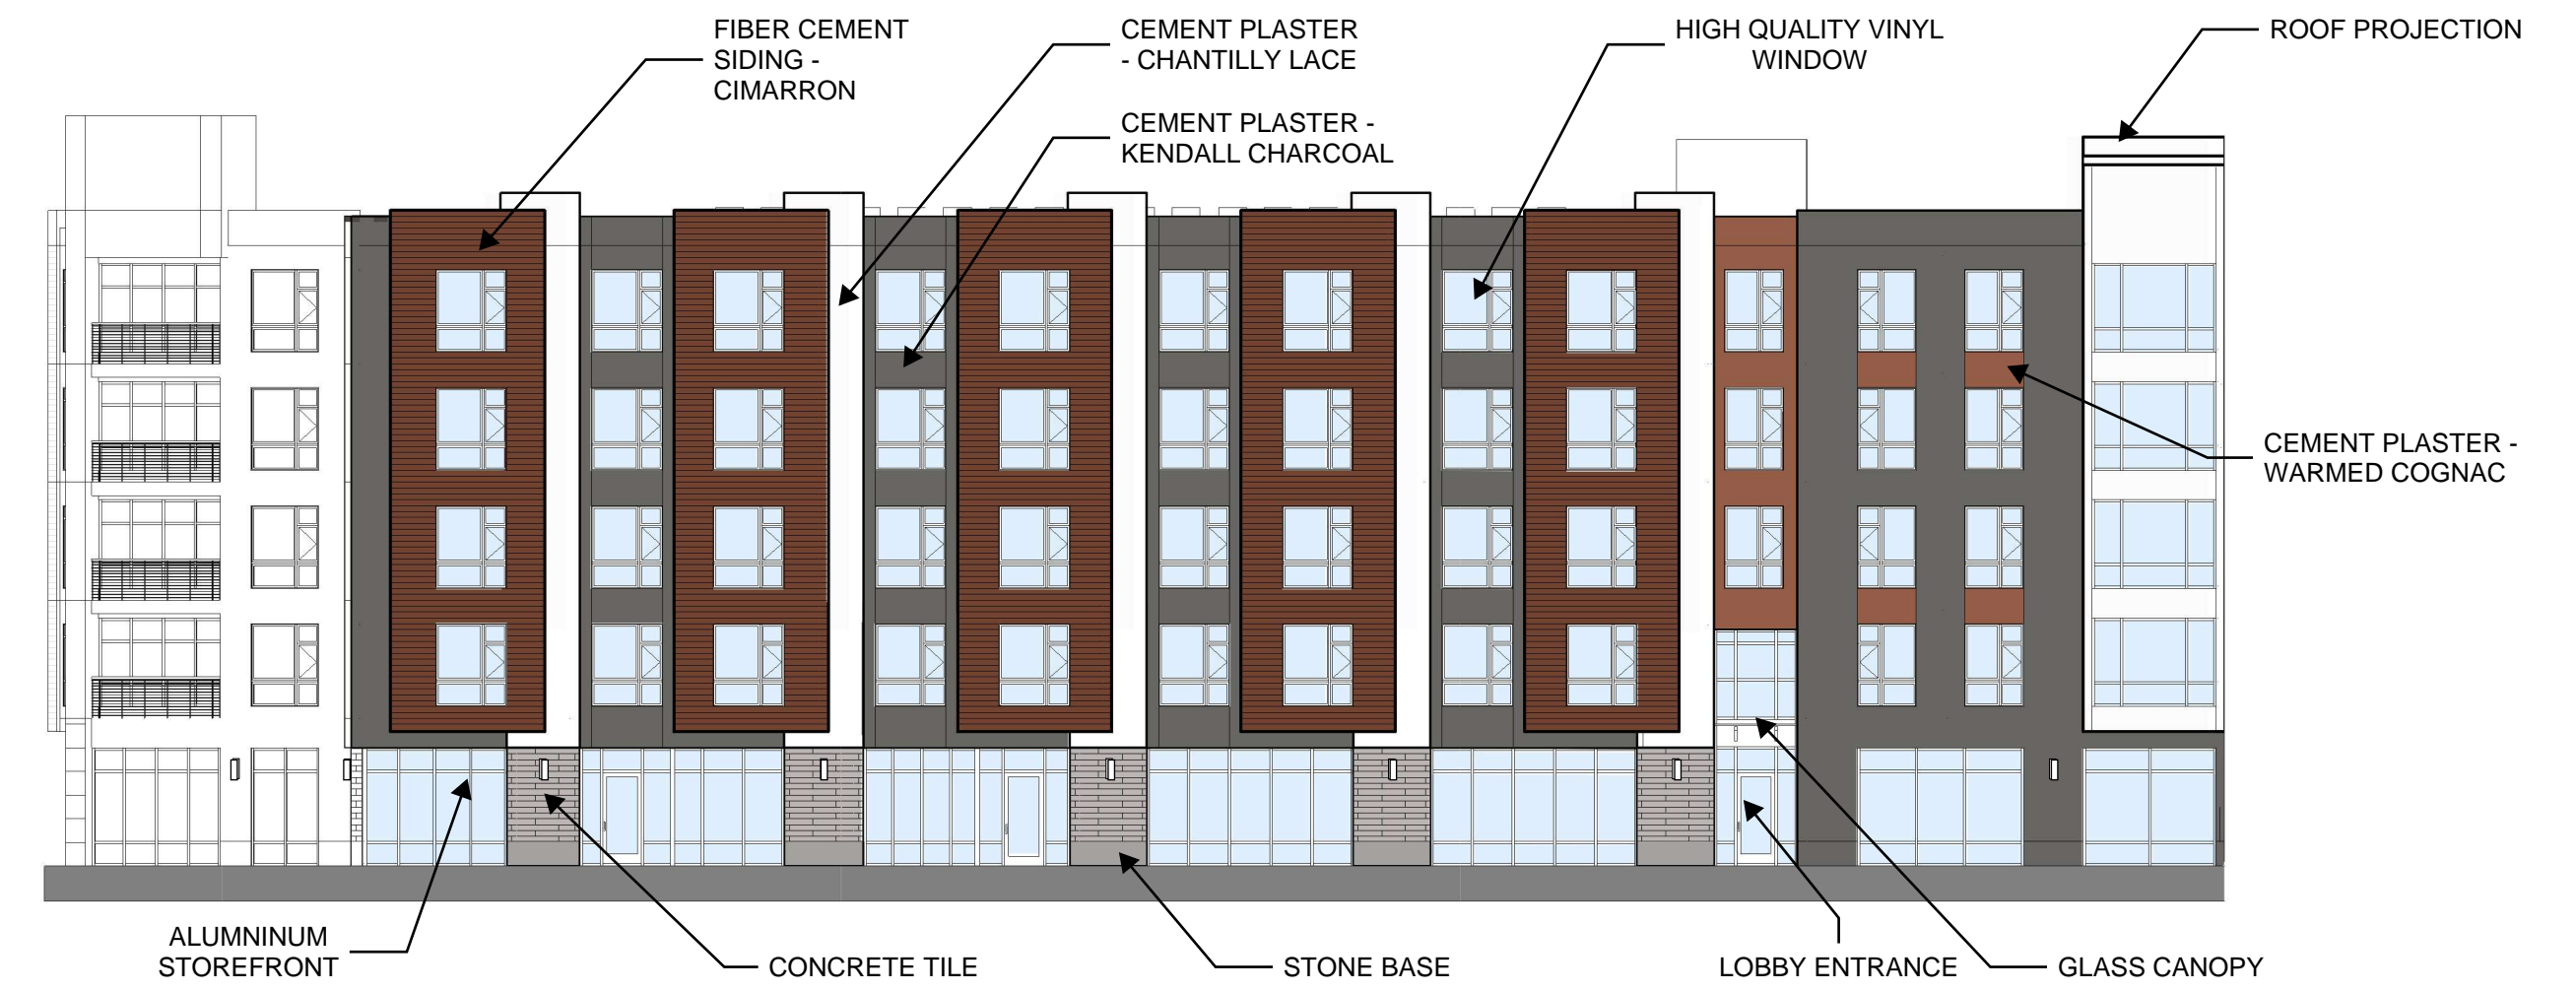 FIBER CEMENT
SIDING -
CIMARRON
CEMENT PLASTER
- CHANTILLY LACE
CEMENT PLASTER -
KENDALL CHARCOAL
HIGH QUALITY VINYL
WINDOW
ROOF PROJECTION
CEMENT PLASTER -
WARMED COGNAC
ALUMNINUM
STOREFRONT
CONCRETE TILE
STONE BASE
LOBBY ENTRANCE
GLASS CANOPY